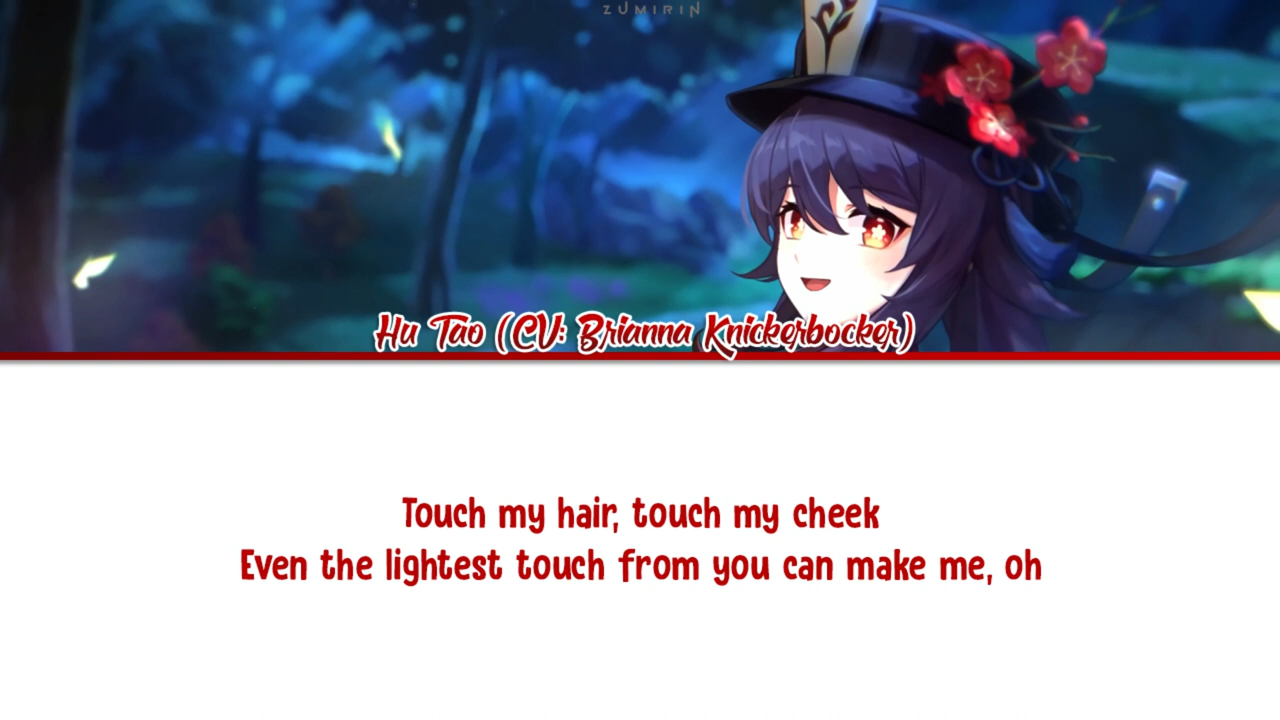 ZUMIRIN
Hu Tao (CV: Brianna Knickerbocker)
Touch my hair, touch my cheek
Even the lightest touch from you can make me, oh